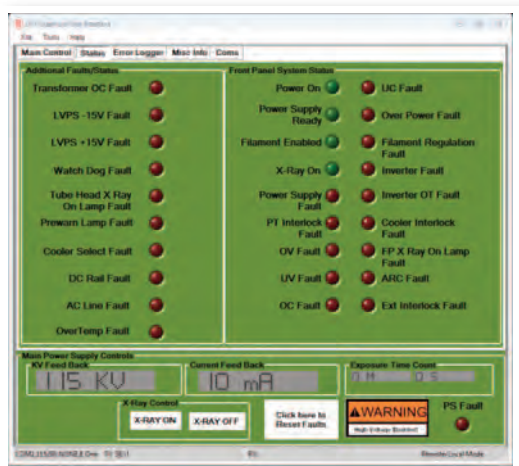 File Tools Help
Main Control Status Error Logger Misc Info Coms
Additional Faults/Status
Transformer OC Fault
LVPS -15V Fault
LVPS +15V Fault
Watch Dog Fault
Tube Head X Ray
On Lamp Fault
Prewarn Lamp Fault
Cooler Select Fault
DC Rail Fault
AC Line Fault
OverTemp Fault
Front Panel System Status
Power On
Power Supply
Ready
Filament Enabled
X-Ray On
Power Supply
Fault
PT Interlock
Fault
OV Fault
UV Fault
OC Fault
UC Fault
Over Power Fault
Filament Regulation
Fault
Inverter Fault
Inverter OT Fault
Cooler Interlock
Fault
FP X Ray On Lamp
Fault
ARC Fault
Ext Interlock Fault
Main Power Supply Controls
KV Feed Back
115 KV
Current Feed Back
10 mA
Exposure Time Count
0 M 0 S
X-Ray Control
X-RAY ON X-RAY OFF
Click here to
Reset Faults
WARNING
High Voltage Enabled!
PS Fault
Remote/Local Mode